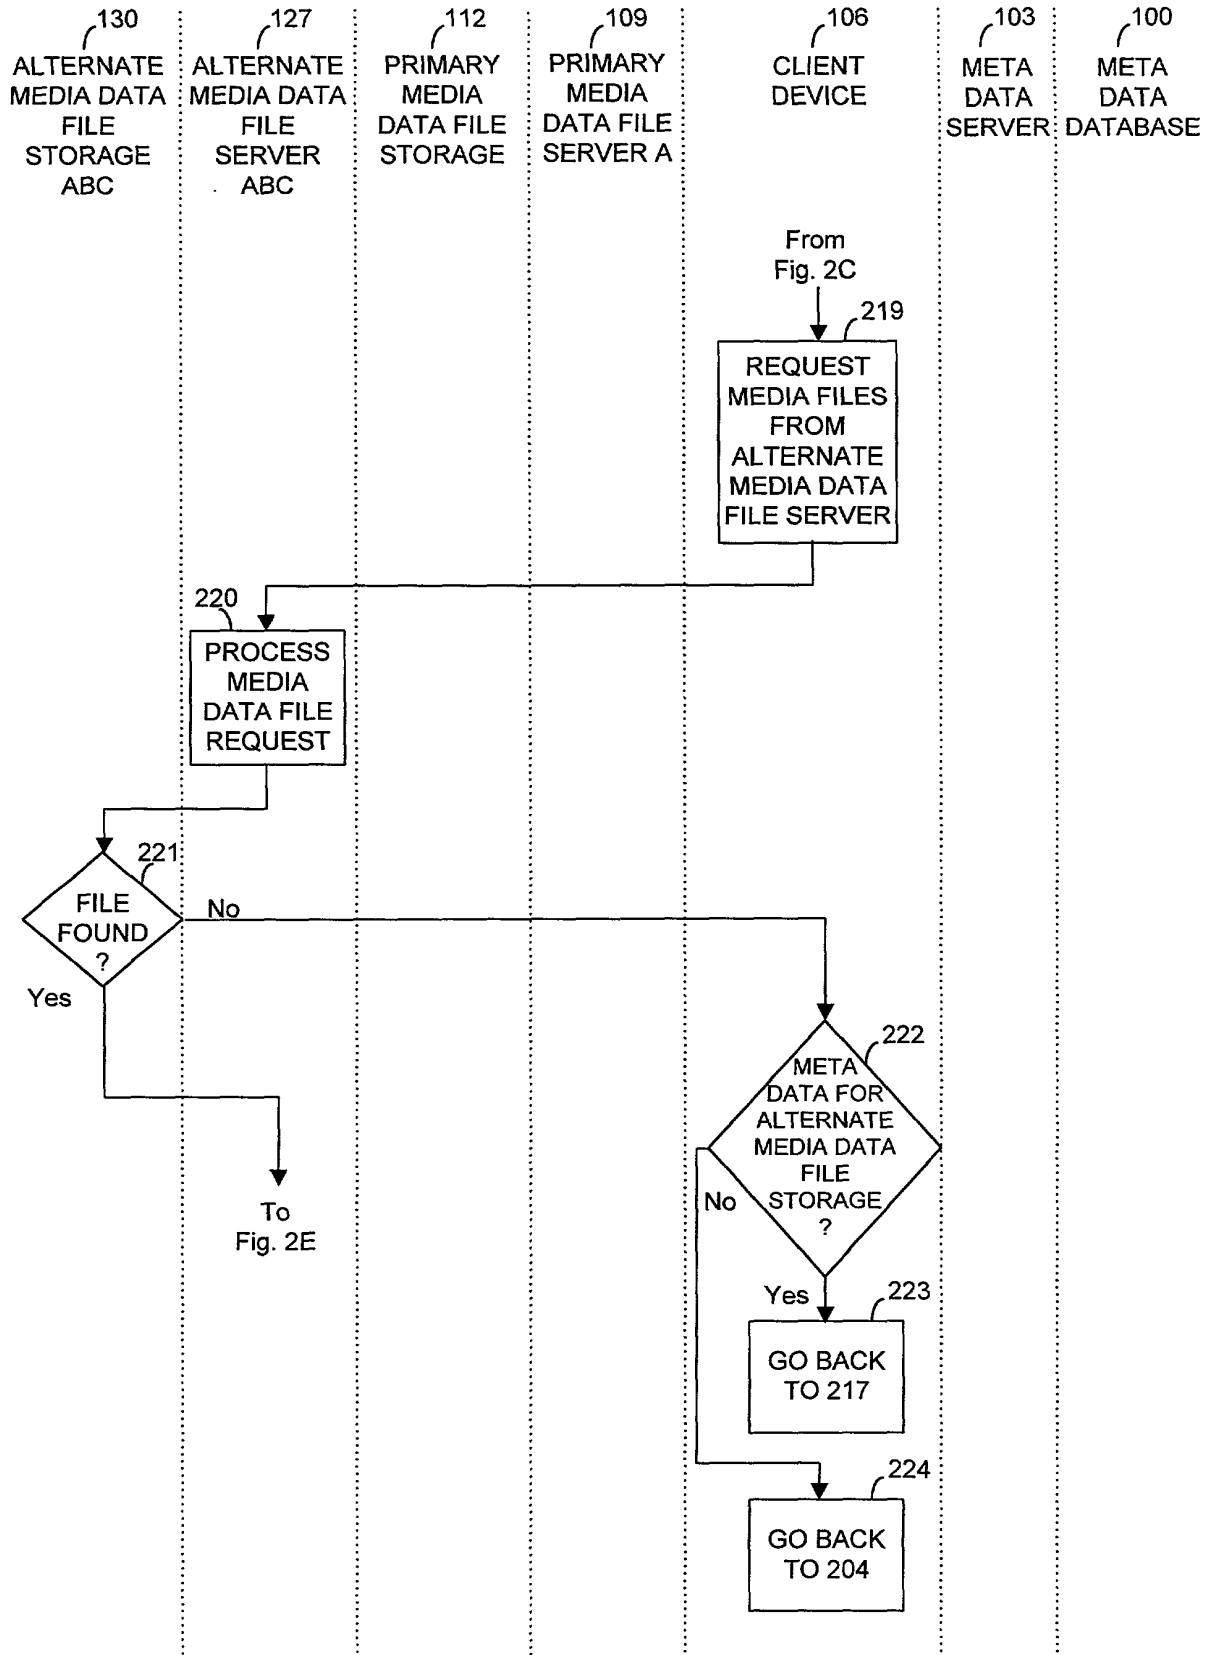 130
ALTERNATE
MEDIA DATA
FILE
STORAGE
ABC
127
ALTERNATE
MEDIA DATA
FILE
SERVER
ABC
112
PRIMARY
MEDIA
DATA FILE
STORAGE
109
PRIMARY
MEDIA
DATA FILE
SERVER A
106
CLIENT
DEVICE
103
META
DATA
SERVER
100
META
DATA
DATABASE
From
Fig. 2C
219
REQUEST
MEDIA FILES
FROM
ALTERNATE
MEDIA DATA
FILE SERVER
220
PROCESS
MEDIA
DATA FILE
REQUEST
221
FILE
FOUND
?
No
Yes
To
Fig. 2E
222
META
DATA FOR
ALTERNATE
MEDIA DATA
FILE
STORAGE
?
No
Yes
223
GO BACK
TO 217
224
GO BACK
TO 204